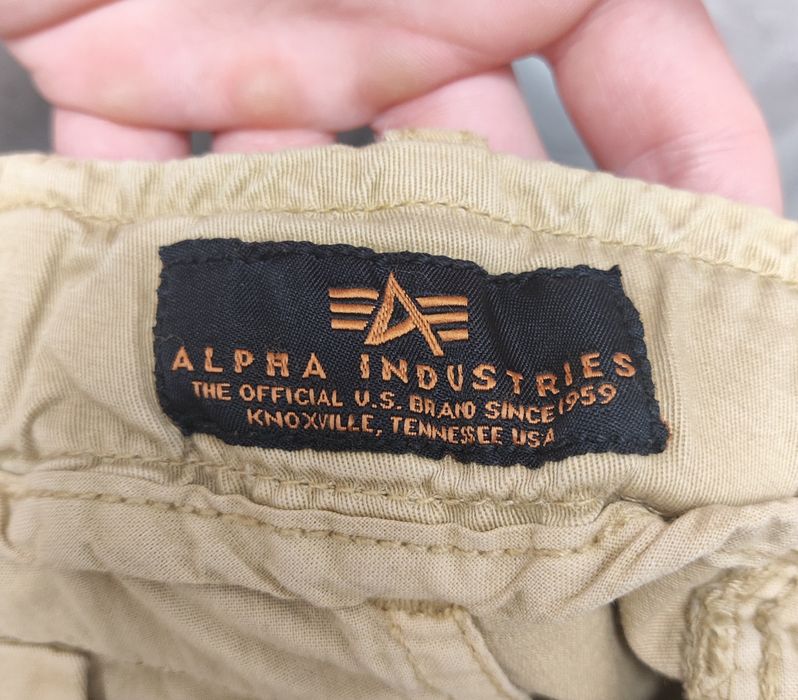 ALPHA INDUSTRIES
THE OFFICIAL U.S. BRAND SINCE 1959
KNOXVILLE, TENNESSEE USA